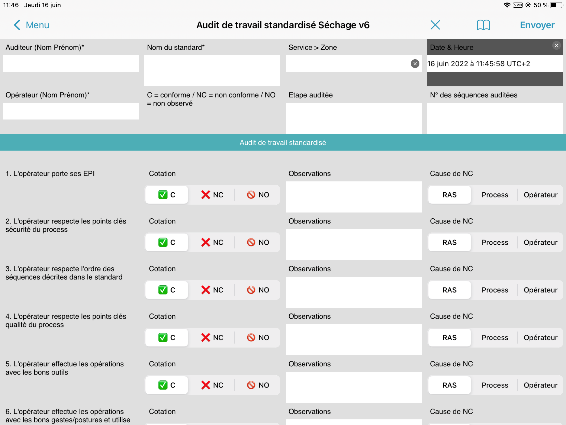 11:46 Jeudi 16 juin
50 %
Menu
Audit de travail standardisé Séchage v6
Envoyer
Auditeur (Nom Prénom)*
Nom du standard*
Service > Zone
Date & Heure
16 juin 2022 à 11:45:58 UTC+2
Opérateur (Nom Prénom)*
C = conforme / NC = non conforme / NO
= non observé
Etape auditée
N° des séquences auditées
Audit de travail standardisé
1. L'opérateur porte ses EPI
Cotation
Observations
Cause de NC
C NC NO
RAS Process Opérateur
2. L'opérateur respecte les points clés
sécurité du process
Cotation
Observations
Cause de NC
C NC NO
RAS Process Opérateur
3. L'opérateur respecte l'ordre des
séquences décrites dans le standard
Cotation
Observations
Cause de NC
C NC NO
RAS Process Opérateur
4. L'opérateur respecte les points clés
qualité du process
Cotation
Observations
Cause de NC
C NC NO
RAS Process Opérateur
5. L'opérateur effectue les opérations
avec les bons outils
Cotation
Observations
Cause de NC
C NC NO
RAS Process Opérateur
6. L'opérateur effectue les opérations
avec les bons gestes/postures et utilise
Cotation
Observations
Cause de NC